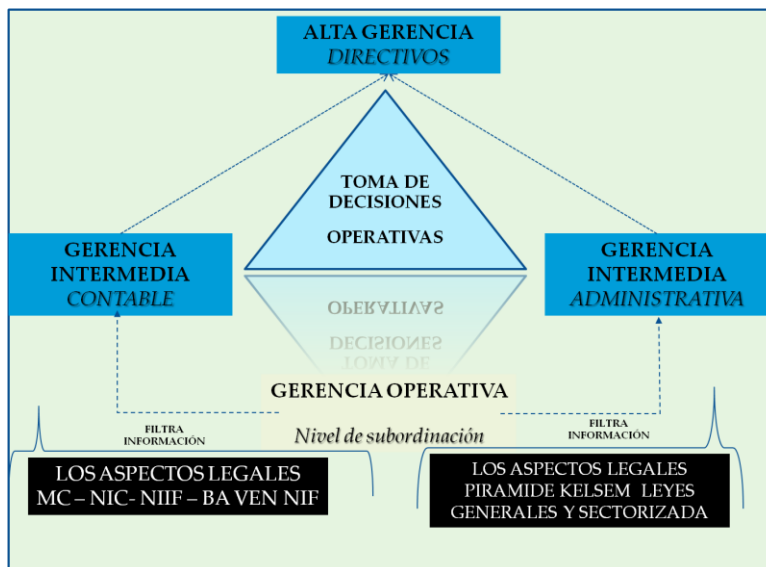 ALTA GERENCIA
DIRECTIVOS
TOMA DE
DECISIONES
OPERATIVAS
GERENCIA
INTERMEDIA
CONTABLE
GERENCIA
INTERMEDIA
ADMINISTRATIVA
GERENCIA OPERATIVA
Nivel de subordinación
FILTRA
INFORMACIÓN
FILTRA
INFORMACIÓN
LOS ASPECTOS LEGALES
MC – NIC- NIIF – BA VEN NIF
LOS ASPECTOS LEGALES
PIRAMIDE KELSEM LEYES
GENERALES Y SECTORIZADA